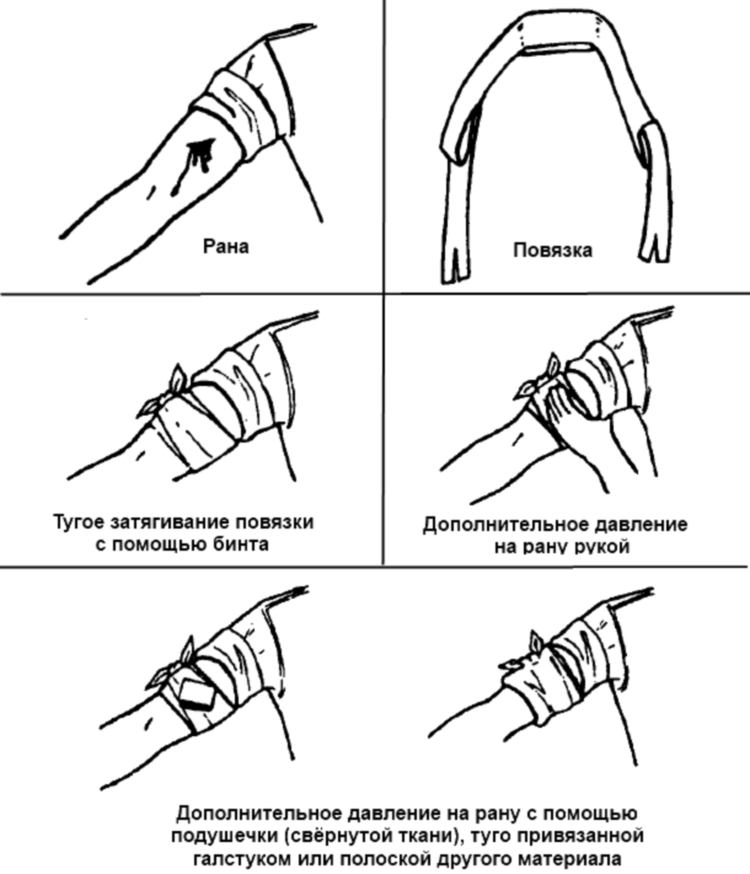 Рана
Повязка
Тугое затягивание повязки
с помощью бинта
Дополнительное давление
на рану рукой
Дополнительное давление на рану с помощью
подушечки (свёрнутой ткани), туго привязанной
галстуком или полоской другого материала